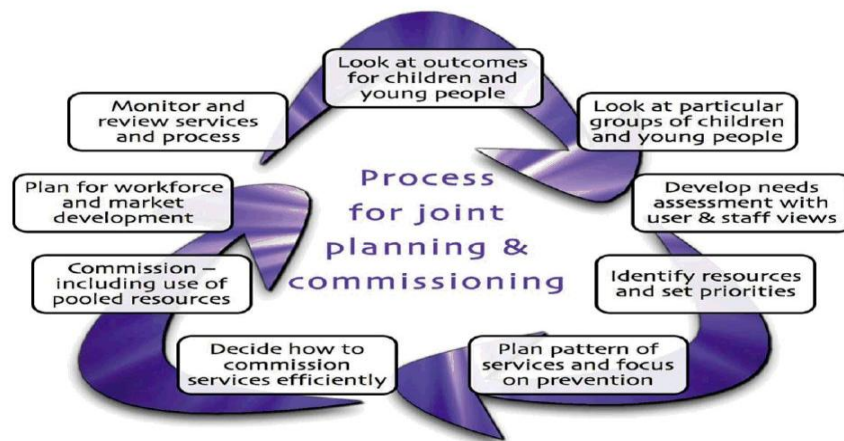 Look at outcomes
for children and
young people
Look at particular
groups of children
and young people
Develop needs
assessment with
user & staff views
Identify resources
and set priorities
Plan pattern of
services and focus
on prevention
Decide how to
commission
services efficiently
Commission –
including use of
pooled resources
Plan for workforce
and market
development
Monitor and
review services
and process
Process
for joint
planning &
commissioning